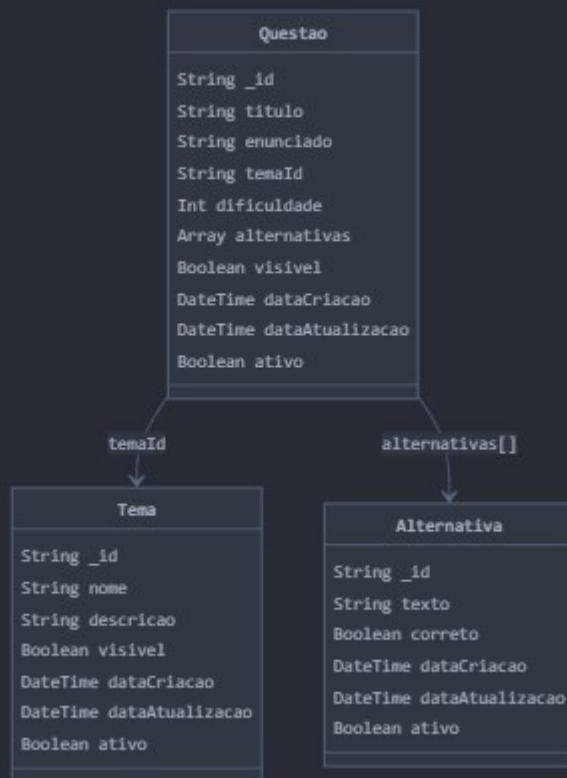 Questao
String _id
String titulo
String enunciado
String temaId
Int dificuldade
Array alternativas
Boolean visivel
DateTime dataCriacao
DateTime dataAtualizacao
Boolean ativo
temaId
alternativas[]
Tema
String _id
String nome
String descricao
Boolean visivel
DateTime dataCriacao
DateTime dataAtualizacao
Boolean ativo
Alternativa
String _id
String texto
Boolean correto
DateTime dataCriacao
DateTime dataAtualizacao
Boolean ativo